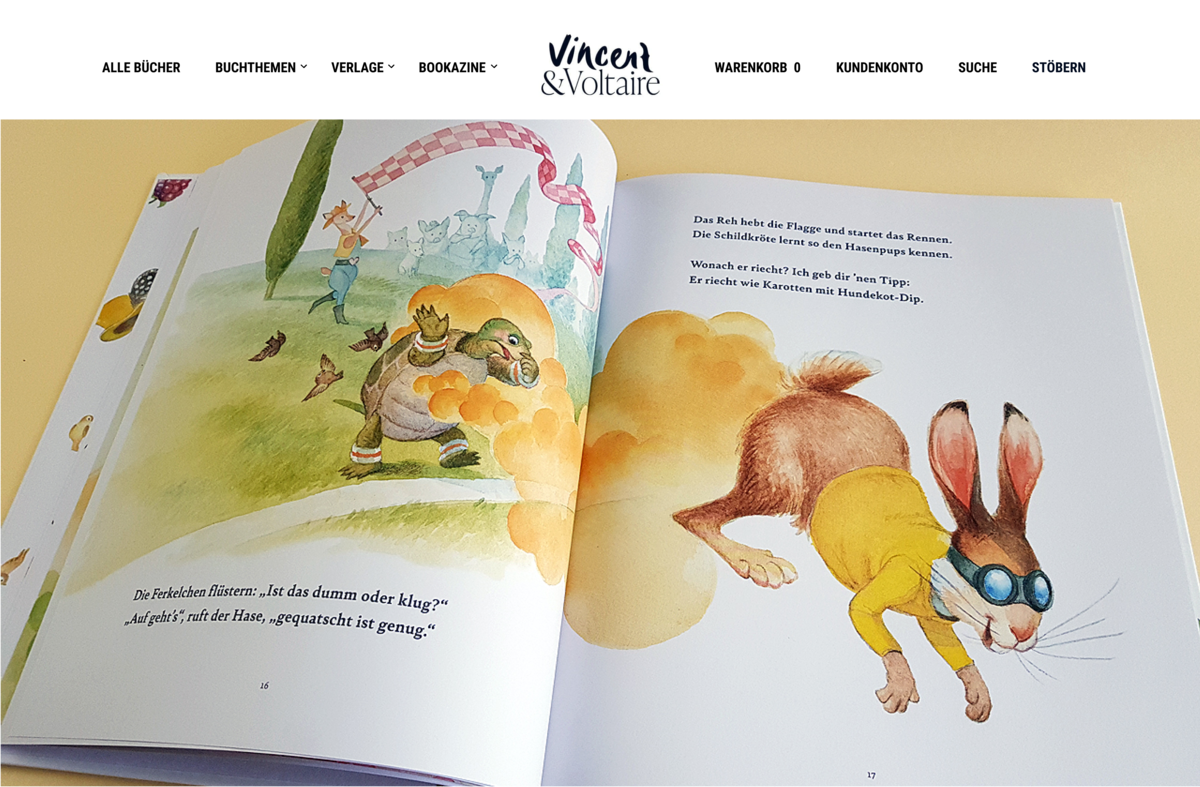 ALLE BÜCHER BUCHTHEMEN VERLAGE BOOKAZINE Vincent &Voltaire WARENKORB 0 KUNDENKONTO SUCHE STÖBERN
Die Ferkelchen flüstern: „Ist das dumm oder klug?“
„Auf geht's“, ruft der Hase, „gequatscht ist genug.“
16
Das Reh hebt die Flagge und startet das Rennen.
Die Schildkröte lernt so den Hasenpups kennen.
Wonach er riecht? Ich geb dir 'nen Tipp:
Er riecht wie Karotten mit Hundekot-Dip.
17